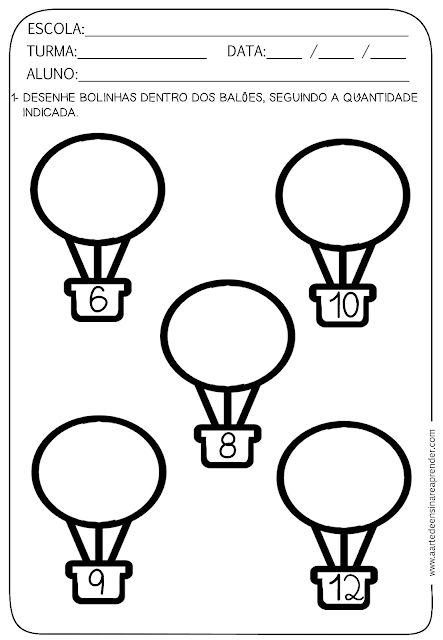 ESCOLA:
TURMA: DATA: / /
ALUNO:
1- DESENHE BOLINHAS DENTRO DOS BALÕES, SEGUINDO A QUANTIDADE
INDICADA.
6
10
8
9
12
www.aartedeensinareaprender.com